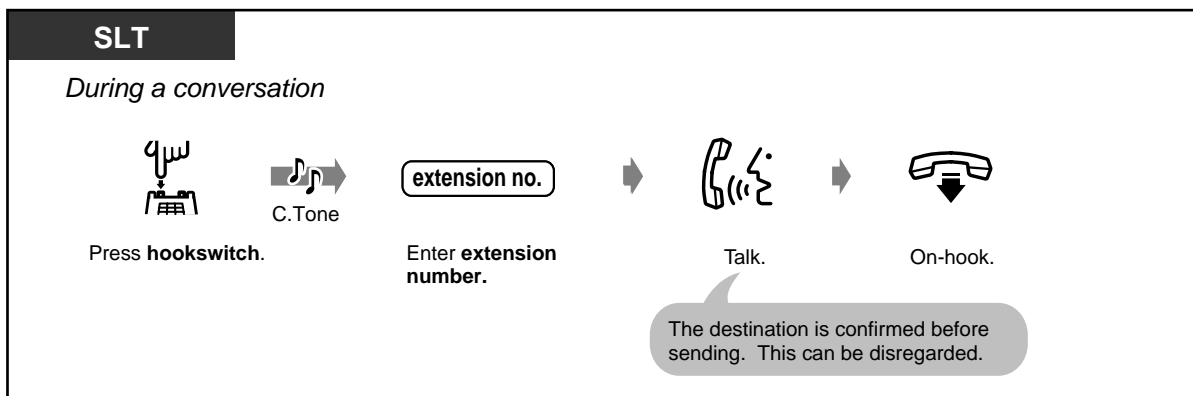 SLT
During a conversation
C.Tone
extension no.
Press hookswitch.
Enter extension
number.
Talk.
On-hook.
The destination is confirmed before
sending. This can be disregarded.